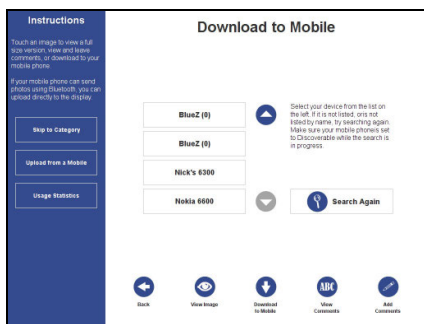 Instructions
Touch an image to view a full
size version, view and leave
comments, or download to your
mobile phone.
If your mobile phone can send
photos using Bluetooth, you can
upload directly to the display.
Skip to Category
Upload from a Mobile
Usage Statistics
Download to Mobile
BlueZ (0)
BlueZ (0)
Nick's 6300
Nokia 6600
Select your device from the list on
the left. If it is not listed, or is not
listed by name, try searching again.
Make sure your mobile phone is set
to Discoverable while the search is
in progress.
Search Again
Back
View Image
Download
to Mobile
ABC
View
Comments
Add
Comments